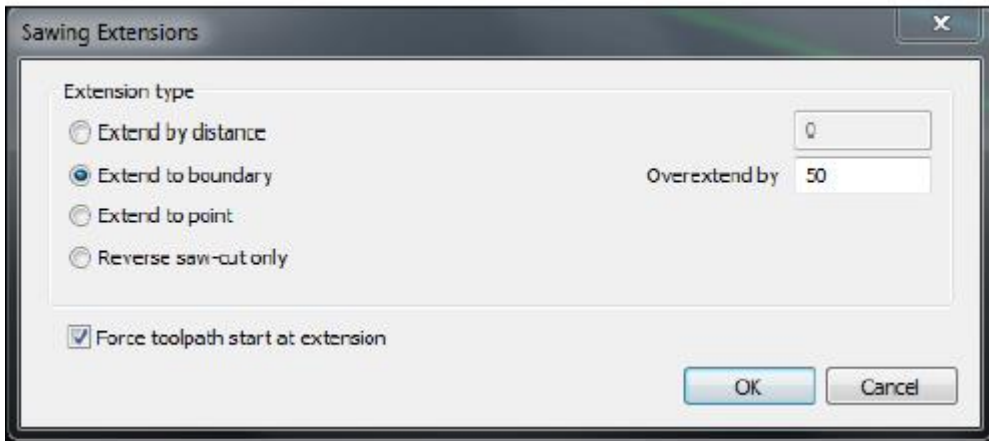 Sawing Extensions
Extension type
Extend by distance 0
Extend to boundary Overextend by 50
Extend to point
Reverse saw-cut only
Force toolpath start at extension
OK Cancel